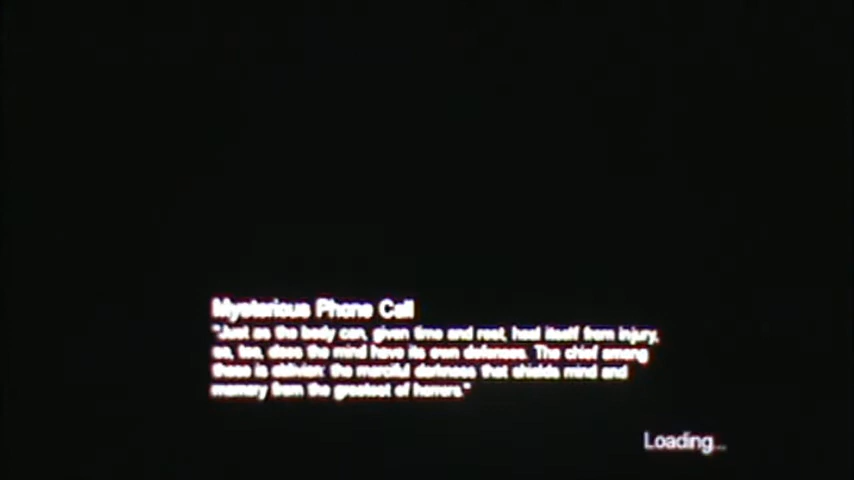 Mysterious Phone Call
"Just as the body can, given time and rest, heal itself from injury,
so, too, does the mind have its own defenses. The chief among
these is oblivion: the merciful darkness that shields mind and
memory from the greatest of horrors."
Loading...